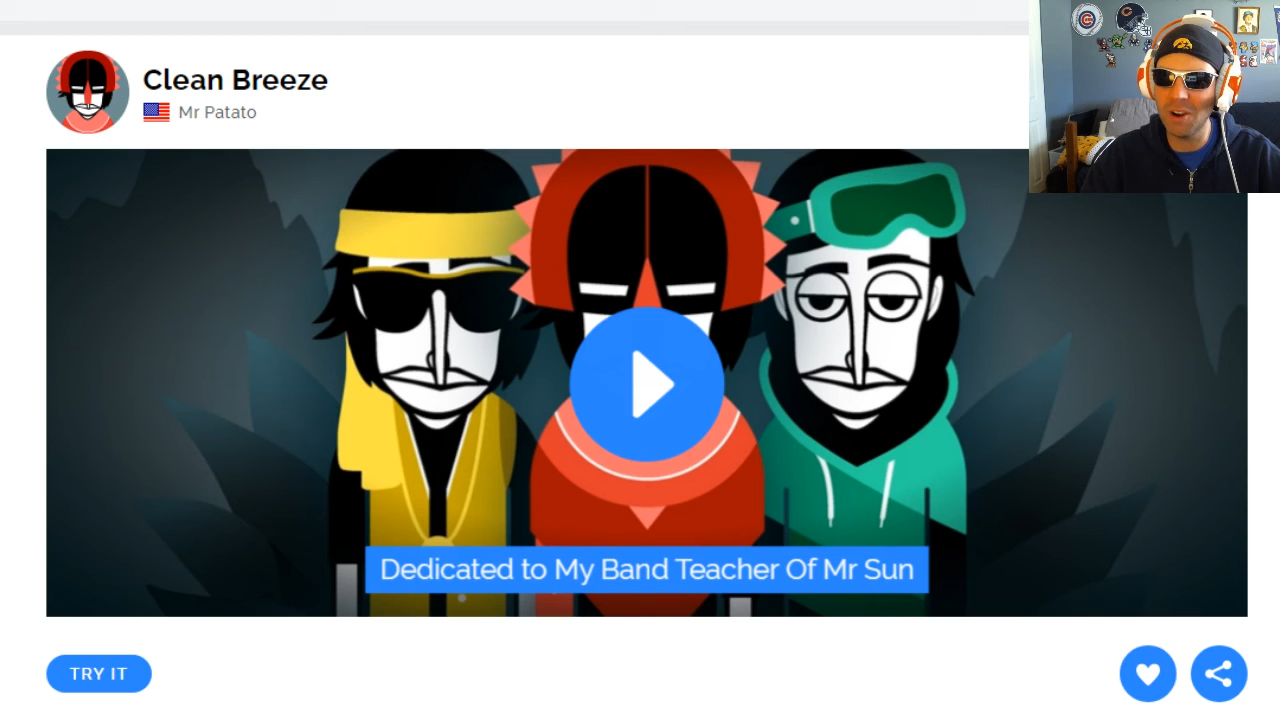 Clean Breeze
Mr Patato
Dedicated to My Band Teacher Of Mr Sun
TRY IT